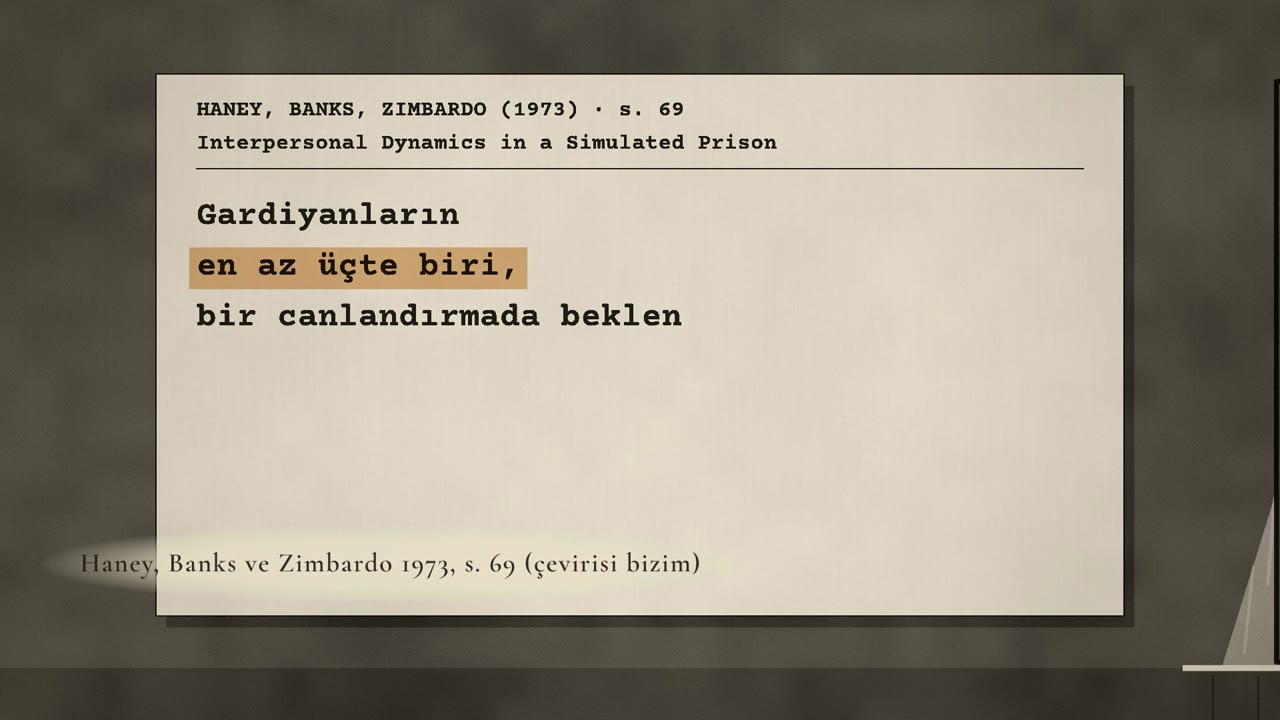 HANEY, BANKS, ZIMBARDO (1973) · s. 69
Interpersonal Dynamics in a Simulated Prison
Gardiyanların
en az üçte biri,
bir canlandırmada beklen
Haney, Banks ve Zimbardo 1973, s. 69 (çevirisi bizim)